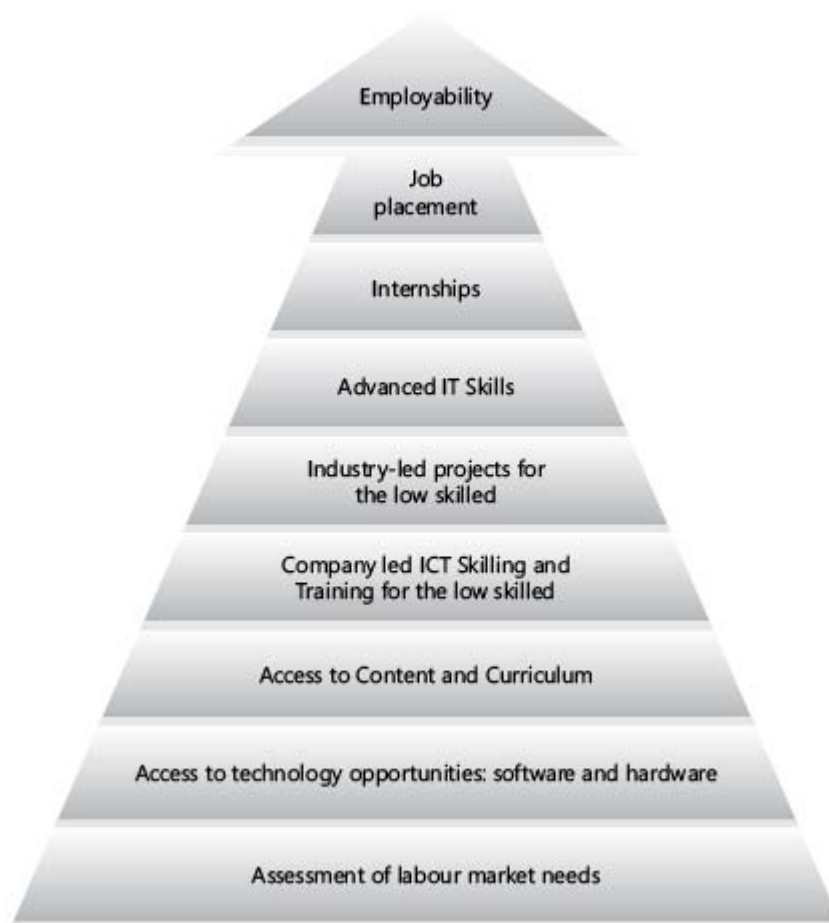 Employability
Job
placement
Internships
Advanced IT Skills
Industry-led projects for
the low skilled
Company led ICT Skilling and
Training for the low skilled
Access to Content and Curriculum
Access to technology opportunities: software and hardware
Assessment of labour market needs